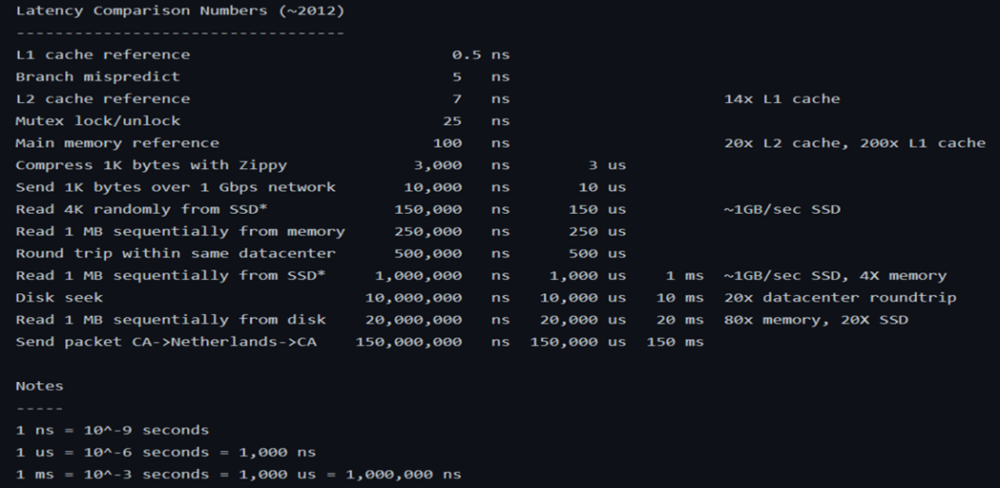 Latency Comparison Numbers (~2012)
----------------------------------
L1 cache reference 0.5 ns
Branch mispredict 5 ns
L2 cache reference 7 ns 14x L1 cache
Mutex lock/unlock 25 ns
Main memory reference 100 ns 20x L2 cache, 200x L1 cache
Compress 1K bytes with Zippy 3,000 ns 3 us
Send 1K bytes over 1 Gbps network 10,000 ns 10 us
Read 4K randomly from SSD* 150,000 ns 150 us ~1GB/sec SSD
Read 1 MB sequentially from memory 250,000 ns 250 us
Round trip within same datacenter 500,000 ns 500 us
Read 1 MB sequentially from SSD* 1,000,000 ns 1,000 us 1 ms ~1GB/sec SSD, 4X memory
Disk seek 10,000,000 ns 10,000 us 10 ms 20x datacenter roundtrip
Read 1 MB sequentially from disk 20,000,000 ns 20,000 us 20 ms 80x memory, 20X SSD
Send packet CA->Netherlands->CA 150,000,000 ns 150,000 us 150 ms
Notes
-----
1 ns = 10^-9 seconds
1 us = 10^-6 seconds = 1,000 ns
1 ms = 10^-3 seconds = 1,000 us = 1,000,000 ns